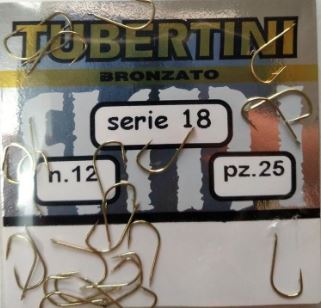 TUBERTINI
BRONZATO
serie 18
n.12
pz.25